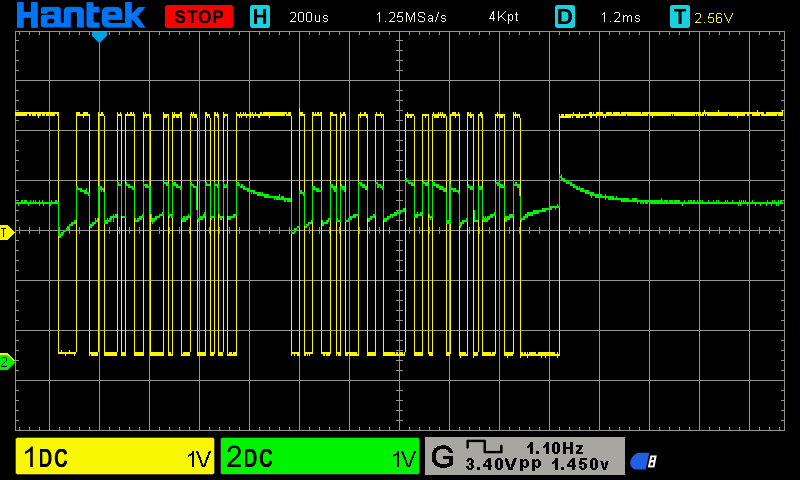 Hantek STOP H 200us 1.25MSa/s 4Kpt D 1.2ms T 2.56V
T
2
1DC 1V 2DC 1V G 1.10Hz
3.40Vpp 1.450v